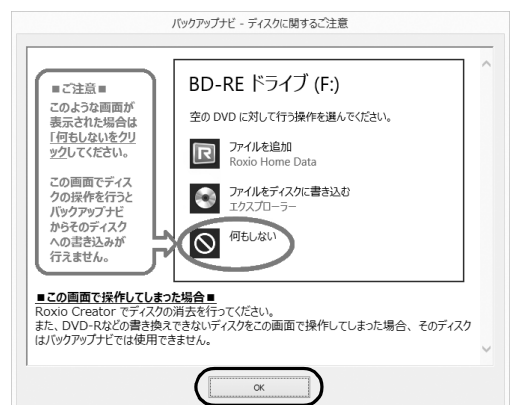 バックアップナビ - ディスクに関するご注意
■ご注意■
このような画面が
表示された場合は
「何もしないをクリ
ックしてください。
この画面でディス
クの操作を行うと
バックアップナビ
からそのディスク
への書き込みが
行えません。
BD-RE ドライブ (F:)
空の DVD に対して行う操作を選んでください。
ファイルを追加
Roxio Home Data
ファイルをディスクに書き込む
エクスプローラー
何もしない
■この画面で操作してしまった場合■
Roxio Creator でディスクの消去を行ってください。
また、DVD-Rなどの書き換えできないディスクをこの画面で操作してしまった場合、そのディスク
はバックアップナビでは使用できません。
OK